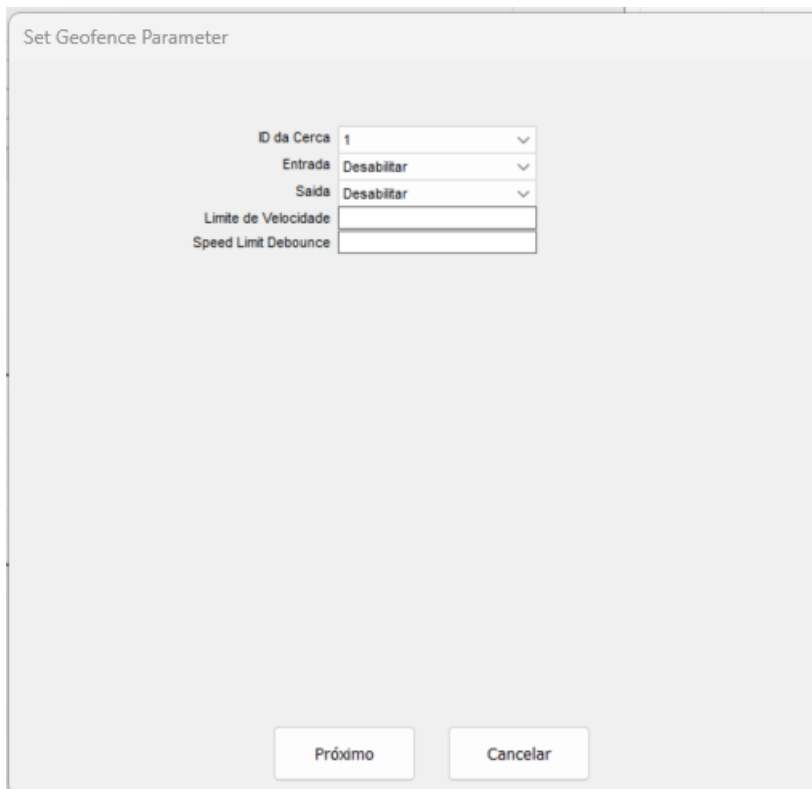 Set Geofence Parameter
ID da Cerca 1
Entrada Desabilitar
Saida Desabilitar
Limite de Velocidade
Speed Limit Debounce
Próximo Cancelar